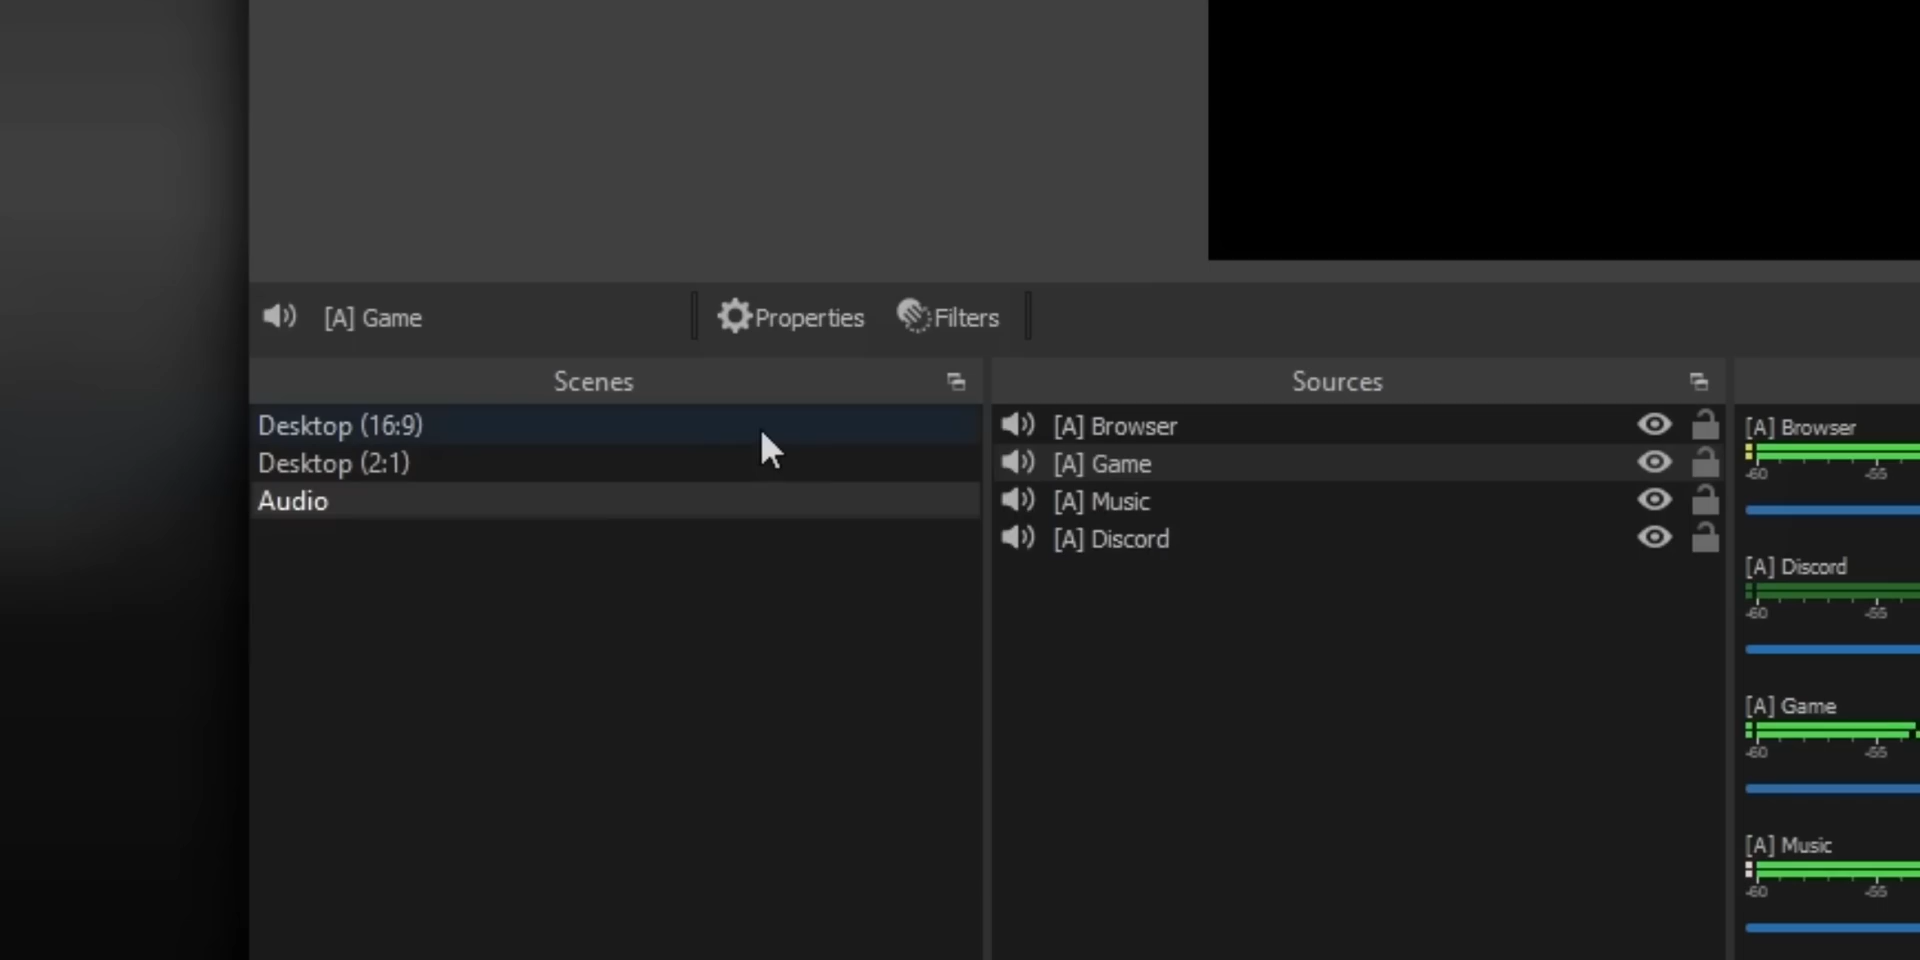 [A] Game
Properties
Filters
Scenes
Sources
Desktop (16:9)
Desktop (2:1)
Audio
[A] Browser
[A] Game
[A] Music
[A] Discord
[A] Browser
-60 -55
[A] Discord
-60 -55
[A] Game
-60 -55
[A] Music
-60 -55